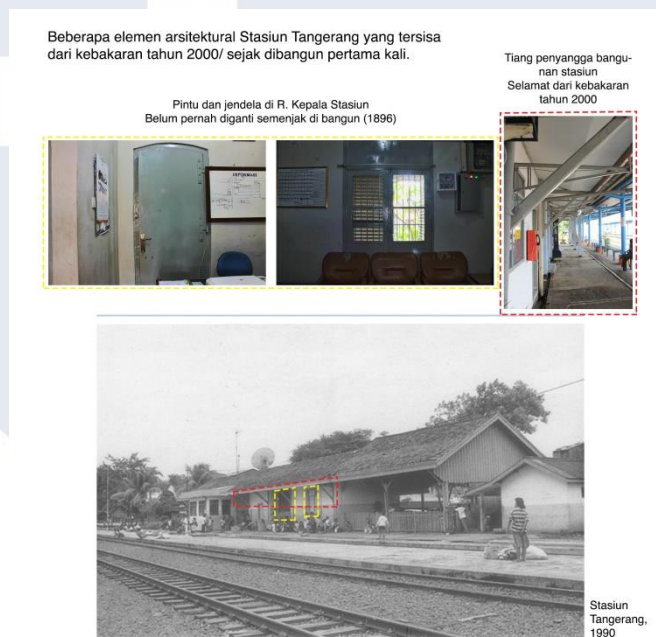 Beberapa elemen arsitektural Stasiun Tangerang yang tersisa
dari kebakaran tahun 2000/ sejak dibangun pertama kali.
Pintu dan jendela di R. Kepala Stasiun
Belum pernah diganti semenjak di bangun (1896)
Tiang penyangga bangu-
nan stasiun
Selamat dari kebakaran
tahun 2000
INFORMASI
Stasiun
Tangerang,
1990